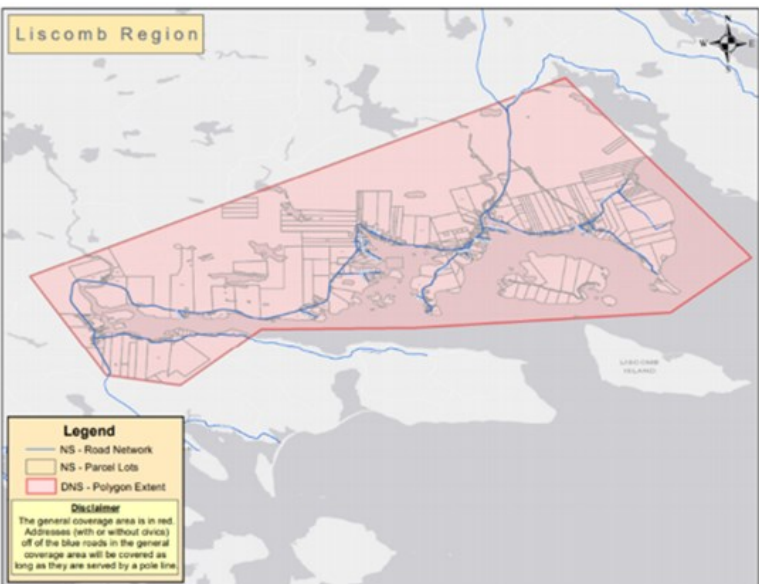 Liscomb Region
N
W E
S
LISCOMB
ISLAND
Legend
NS - Road Network
NS - Parcel Lots
DNS - Polygon Extent
Disclaimer
The general coverage area is in red.
Addresses (with or without civics)
off of the blue roads in the general
coverage area will be covered as
long as they are served by a pole line.